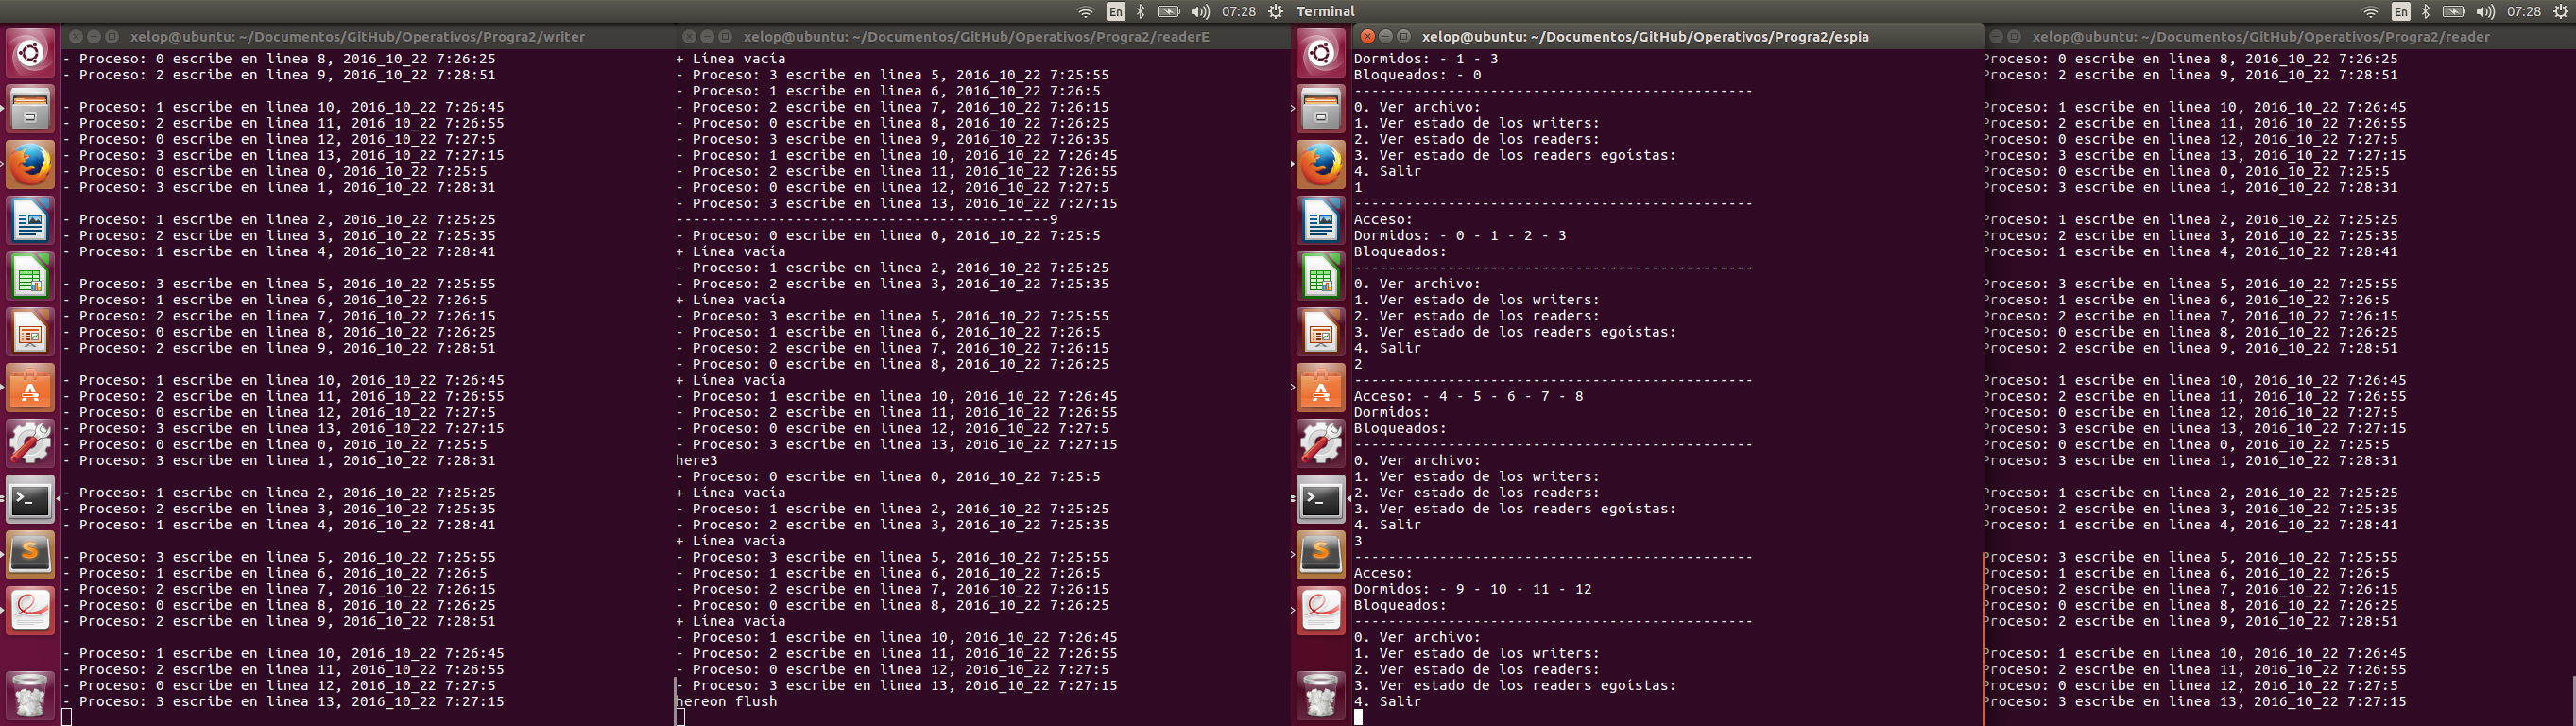 En
07:28
Terminal
En
07:28
xelop@ubuntu: ~/Documentos/GitHub/Operativos/Progra2/writer
- Proceso: 0 escribe en linea 8, 2016_10_22 7:26:25
- Proceso: 2 escribe en linea 9, 2016_10_22 7:28:51
- Proceso: 1 escribe en linea 10, 2016_10_22 7:26:45
- Proceso: 2 escribe en linea 11, 2016_10_22 7:26:55
- Proceso: 0 escribe en linea 12, 2016_10_22 7:27:5
- Proceso: 3 escribe en linea 13, 2016_10_22 7:27:15
- Proceso: 0 escribe en linea 0, 2016_10_22 7:25:5
- Proceso: 3 escribe en linea 1, 2016_10_22 7:28:31
- Proceso: 1 escribe en linea 2, 2016_10_22 7:25:25
- Proceso: 2 escribe en linea 3, 2016_10_22 7:25:35
- Proceso: 1 escribe en linea 4, 2016_10_22 7:28:41
- Proceso: 3 escribe en linea 5, 2016_10_22 7:25:55
- Proceso: 1 escribe en linea 6, 2016_10_22 7:26:5
- Proceso: 2 escribe en linea 7, 2016_10_22 7:26:15
- Proceso: 0 escribe en linea 8, 2016_10_22 7:26:25
- Proceso: 2 escribe en linea 9, 2016_10_22 7:28:51
- Proceso: 1 escribe en linea 10, 2016_10_22 7:26:45
- Proceso: 2 escribe en linea 11, 2016_10_22 7:26:55
- Proceso: 0 escribe en linea 12, 2016_10_22 7:27:5
- Proceso: 3 escribe en linea 13, 2016_10_22 7:27:15
- Proceso: 0 escribe en linea 0, 2016_10_22 7:25:5
- Proceso: 3 escribe en linea 1, 2016_10_22 7:28:31
- Proceso: 1 escribe en linea 2, 2016_10_22 7:25:25
- Proceso: 2 escribe en linea 3, 2016_10_22 7:25:35
- Proceso: 1 escribe en linea 4, 2016_10_22 7:28:41
- Proceso: 3 escribe en linea 5, 2016_10_22 7:25:55
- Proceso: 1 escribe en linea 6, 2016_10_22 7:26:5
- Proceso: 2 escribe en linea 7, 2016_10_22 7:26:15
- Proceso: 0 escribe en linea 8, 2016_10_22 7:26:25
- Proceso: 2 escribe en linea 9, 2016_10_22 7:28:51
- Proceso: 1 escribe en linea 10, 2016_10_22 7:26:45
- Proceso: 2 escribe en linea 11, 2016_10_22 7:26:55
- Proceso: 0 escribe en linea 12, 2016_10_22 7:27:5
- Proceso: 3 escribe en linea 13, 2016_10_22 7:27:15
xelop@ubuntu: ~/Documentos/GitHub/Operativos/Progra2/readerE
+ Línea vacía
- Proceso: 3 escribe en linea 5, 2016_10_22 7:25:55
- Proceso: 1 escribe en linea 6, 2016_10_22 7:26:5
- Proceso: 2 escribe en linea 7, 2016_10_22 7:26:15
- Proceso: 0 escribe en linea 8, 2016_10_22 7:26:25
- Proceso: 3 escribe en linea 9, 2016_10_22 7:26:35
- Proceso: 1 escribe en linea 10, 2016_10_22 7:26:45
- Proceso: 2 escribe en linea 11, 2016_10_22 7:26:55
- Proceso: 0 escribe en linea 12, 2016_10_22 7:27:5
- Proceso: 3 escribe en linea 13, 2016_10_22 7:27:15
--------------------------------------------9
- Proceso: 0 escribe en linea 0, 2016_10_22 7:25:5
+ Línea vacía
- Proceso: 1 escribe en linea 2, 2016_10_22 7:25:25
- Proceso: 2 escribe en linea 3, 2016_10_22 7:25:35
+ Línea vacía
- Proceso: 3 escribe en linea 5, 2016_10_22 7:25:55
- Proceso: 1 escribe en linea 6, 2016_10_22 7:26:5
- Proceso: 2 escribe en linea 7, 2016_10_22 7:26:15
- Proceso: 0 escribe en linea 8, 2016_10_22 7:26:25
+ Línea vacía
- Proceso: 1 escribe en linea 10, 2016_10_22 7:26:45
- Proceso: 2 escribe en linea 11, 2016_10_22 7:26:55
- Proceso: 0 escribe en linea 12, 2016_10_22 7:27:5
- Proceso: 3 escribe en linea 13, 2016_10_22 7:27:15
here3
- Proceso: 0 escribe en linea 0, 2016_10_22 7:25:5
+ Línea vacía
- Proceso: 1 escribe en linea 2, 2016_10_22 7:25:25
- Proceso: 2 escribe en linea 3, 2016_10_22 7:25:35
+ Línea vacía
- Proceso: 3 escribe en linea 5, 2016_10_22 7:25:55
- Proceso: 1 escribe en linea 6, 2016_10_22 7:26:5
- Proceso: 2 escribe en linea 7, 2016_10_22 7:26:15
- Proceso: 0 escribe en linea 8, 2016_10_22 7:26:25
+ Línea vacía
- Proceso: 1 escribe en linea 10, 2016_10_22 7:26:45
- Proceso: 2 escribe en linea 11, 2016_10_22 7:26:55
- Proceso: 0 escribe en linea 12, 2016_10_22 7:27:5
- Proceso: 3 escribe en linea 13, 2016_10_22 7:27:15
hereon flush
xelop@ubuntu: ~/Documentos/GitHub/Operativos/Progra2/espia
Dormidos: - 1 - 3
Bloqueados: - 0
-----------------------------------------------
0. Ver archivo:
1. Ver estado de los writers:
2. Ver estado de los readers:
3. Ver estado de los readers egoístas:
4. Salir
1
-----------------------------------------------
Acceso:
Dormidos: - 0 - 1 - 2 - 3
Bloqueados:
-----------------------------------------------
0. Ver archivo:
1. Ver estado de los writers:
2. Ver estado de los readers:
3. Ver estado de los readers egoístas:
4. Salir
2
-----------------------------------------------
Acceso: - 4 - 5 - 6 - 7 - 8
Dormidos:
Bloqueados:
-----------------------------------------------
0. Ver archivo:
1. Ver estado de los writers:
2. Ver estado de los readers:
3. Ver estado de los readers egoístas:
4. Salir
3
-----------------------------------------------
Acceso:
Dormidos: - 9 - 10 - 11 - 12
Bloqueados:
-----------------------------------------------
0. Ver archivo:
1. Ver estado de los writers:
2. Ver estado de los readers:
3. Ver estado de los readers egoístas:
4. Salir
xelop@ubuntu: ~/Documentos/GitHub/Operativos/Progra2/reader
Proceso: 0 escribe en linea 8, 2016_10_22 7:26:25
Proceso: 2 escribe en linea 9, 2016_10_22 7:28:51
Proceso: 1 escribe en linea 10, 2016_10_22 7:26:45
Proceso: 2 escribe en linea 11, 2016_10_22 7:26:55
Proceso: 0 escribe en linea 12, 2016_10_22 7:27:5
Proceso: 3 escribe en linea 13, 2016_10_22 7:27:15
Proceso: 0 escribe en linea 0, 2016_10_22 7:25:5
Proceso: 3 escribe en linea 1, 2016_10_22 7:28:31
Proceso: 1 escribe en linea 2, 2016_10_22 7:25:25
Proceso: 2 escribe en linea 3, 2016_10_22 7:25:35
Proceso: 1 escribe en linea 4, 2016_10_22 7:28:41
Proceso: 3 escribe en linea 5, 2016_10_22 7:25:55
Proceso: 1 escribe en linea 6, 2016_10_22 7:26:5
Proceso: 2 escribe en linea 7, 2016_10_22 7:26:15
Proceso: 0 escribe en linea 8, 2016_10_22 7:26:25
Proceso: 2 escribe en linea 9, 2016_10_22 7:28:51
Proceso: 1 escribe en linea 10, 2016_10_22 7:26:45
Proceso: 2 escribe en linea 11, 2016_10_22 7:26:55
Proceso: 0 escribe en linea 12, 2016_10_22 7:27:5
Proceso: 3 escribe en linea 13, 2016_10_22 7:27:15
Proceso: 0 escribe en linea 0, 2016_10_22 7:25:5
Proceso: 3 escribe en linea 1, 2016_10_22 7:28:31
Proceso: 1 escribe en linea 2, 2016_10_22 7:25:25
Proceso: 2 escribe en linea 3, 2016_10_22 7:25:35
Proceso: 1 escribe en linea 4, 2016_10_22 7:28:41
Proceso: 3 escribe en linea 5, 2016_10_22 7:25:55
Proceso: 1 escribe en linea 6, 2016_10_22 7:26:5
Proceso: 2 escribe en linea 7, 2016_10_22 7:26:15
Proceso: 0 escribe en linea 8, 2016_10_22 7:26:25
Proceso: 2 escribe en linea 9, 2016_10_22 7:28:51
Proceso: 1 escribe en linea 10, 2016_10_22 7:26:45
Proceso: 2 escribe en linea 11, 2016_10_22 7:26:55
Proceso: 0 escribe en linea 12, 2016_10_22 7:27:5
Proceso: 3 escribe en linea 13, 2016_10_22 7:27:15